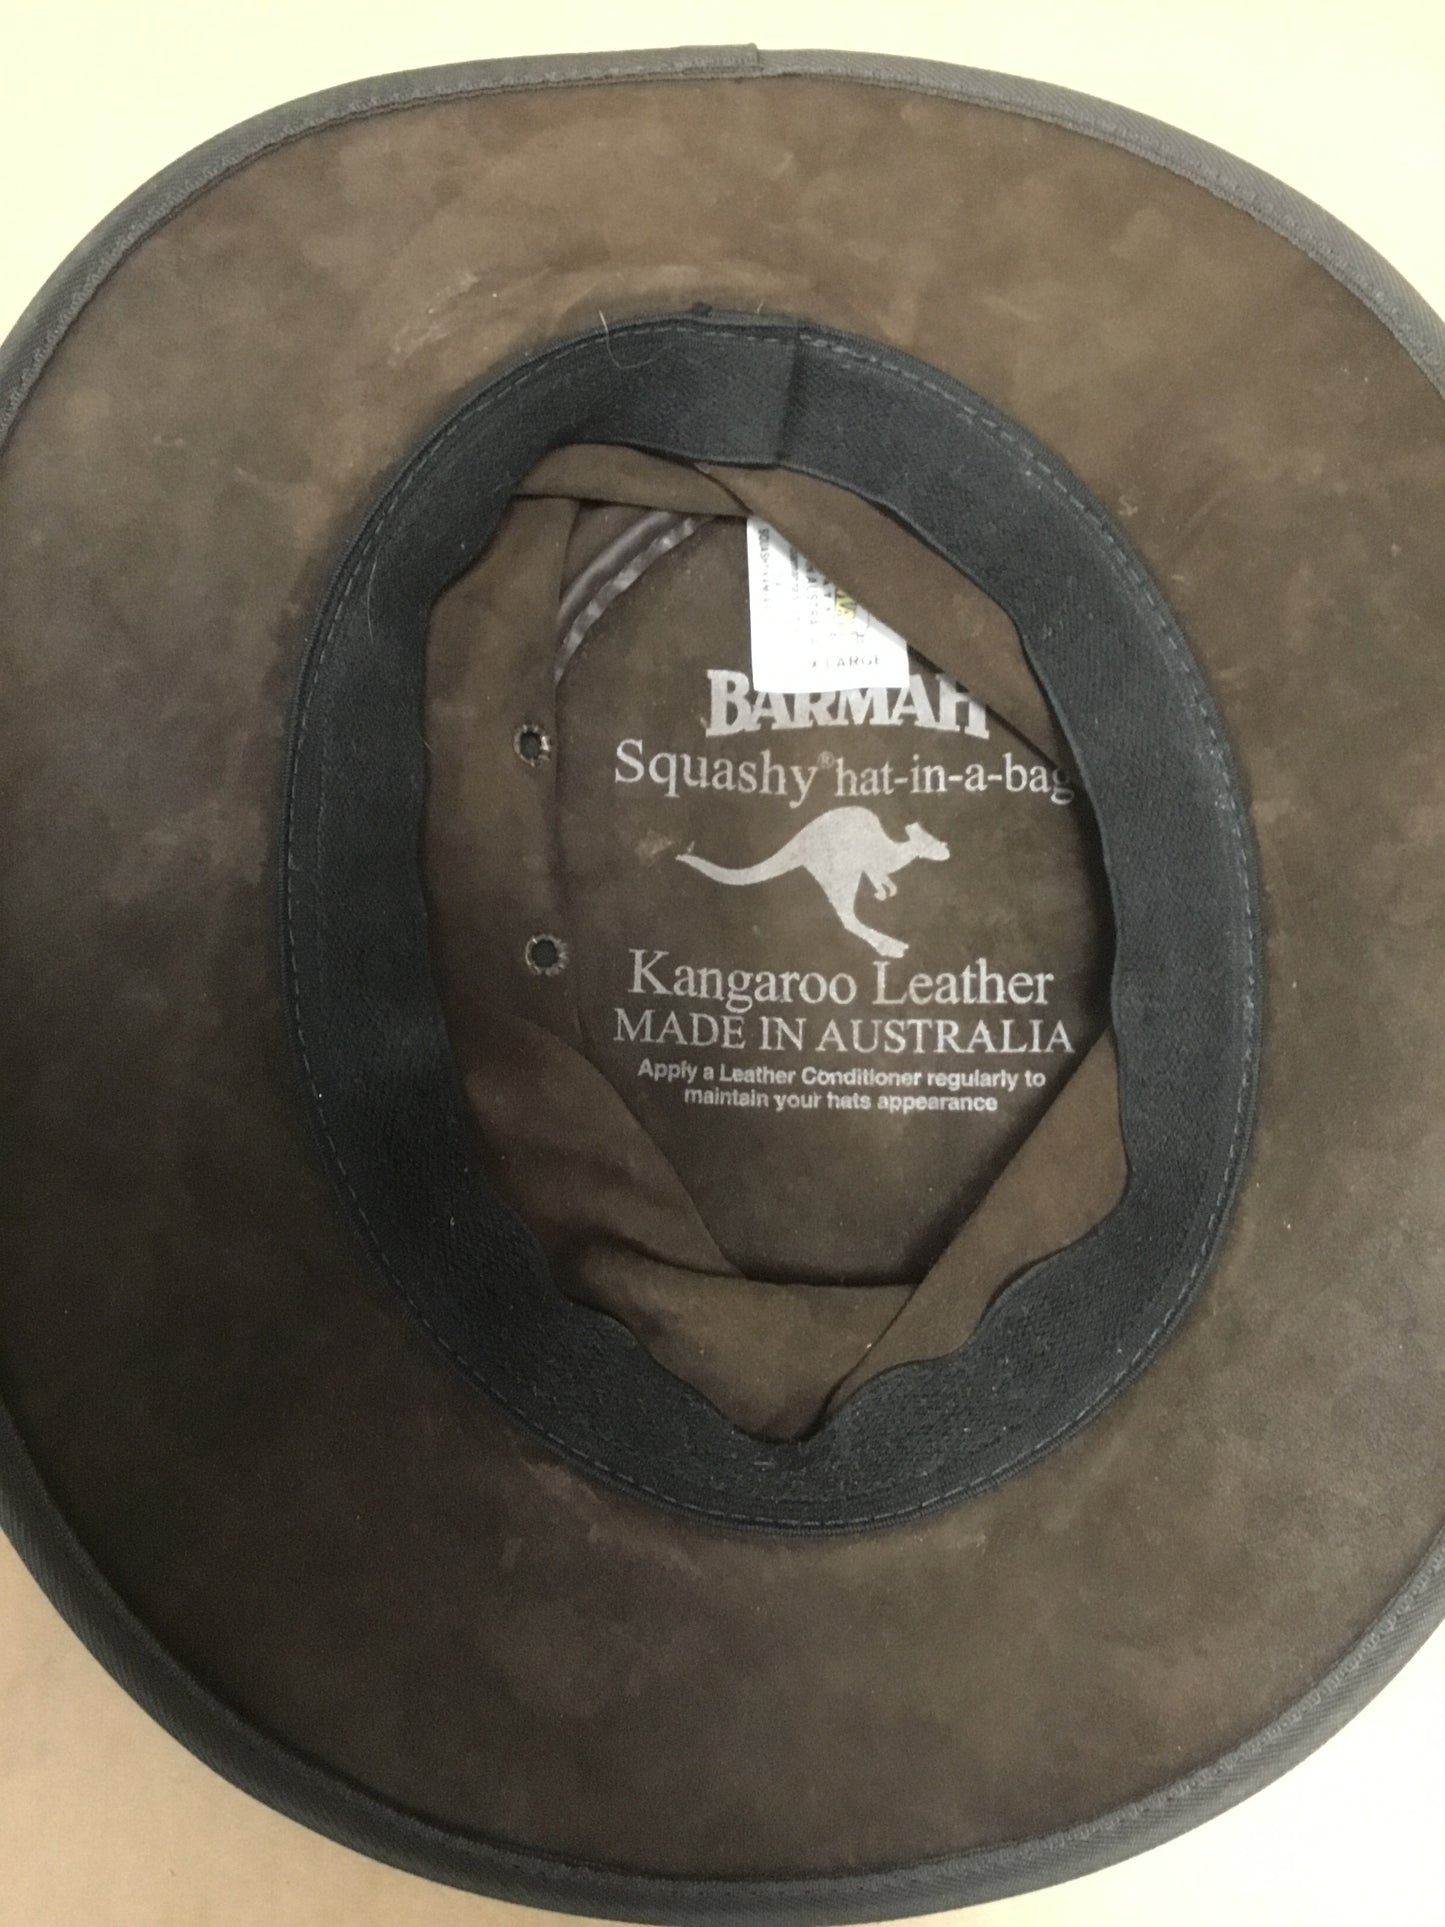 X LARGE
BARMAH
Squashy® hat-in-a-bag
Kangaroo Leather
MADE IN AUSTRALIA
Apply a Leather Conditioner regularly to
maintain your hats appearance